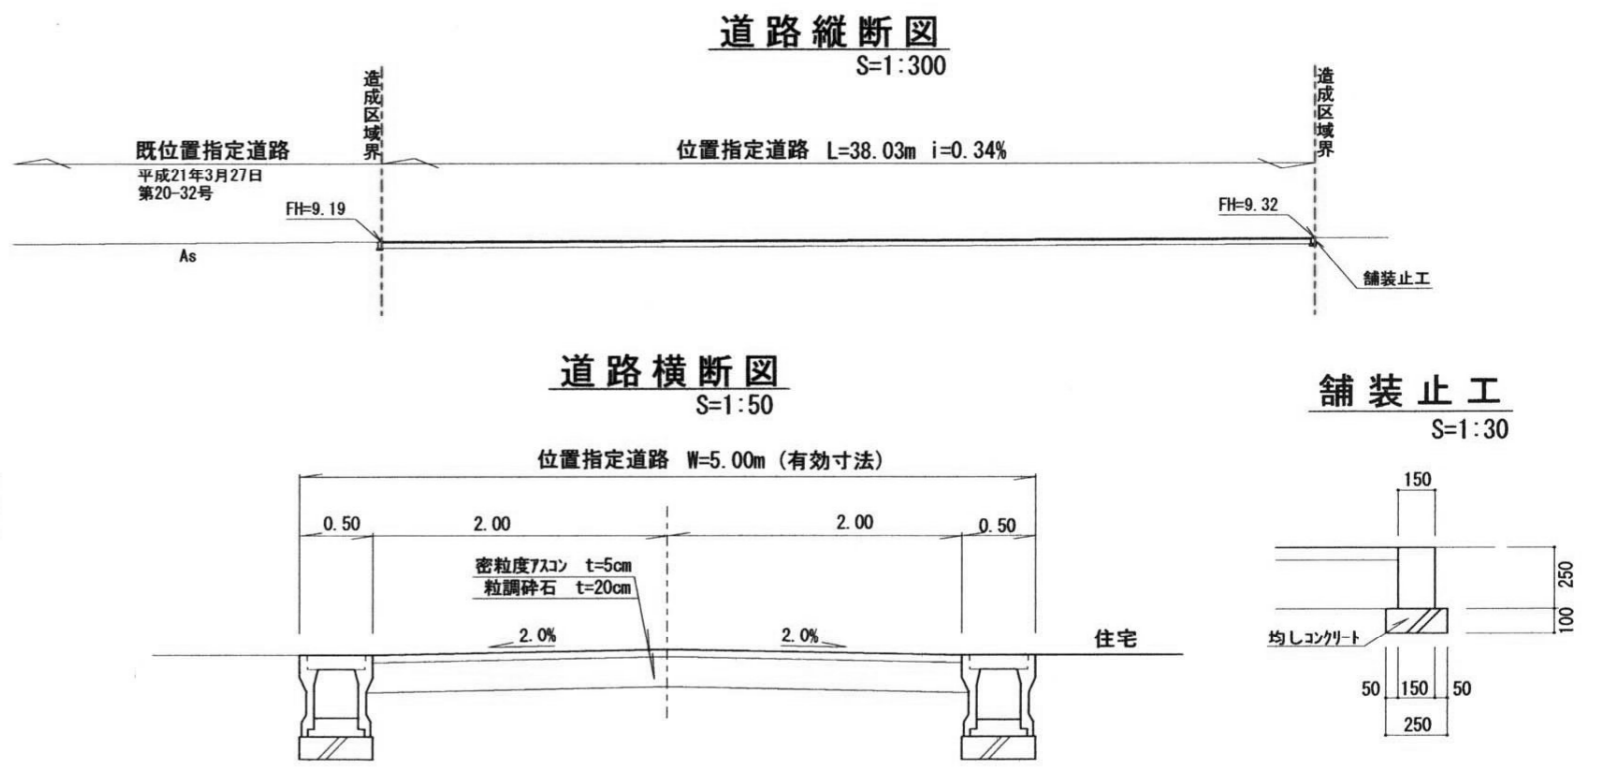 道路縦断図
S=1:300
造成区域界
造成区域界
既位置指定道路
平成21年3月27日
第20-32号
位置指定道路 L=38.03m i=0.34%
FH=9.19
FH=9.32
As
舗装止工
道路横断図
S=1:50
位置指定道路 W=5.00m (有効寸法)
0.50
2.00
2.00
0.50
密粒度アスコン t=5cm
粒調砕石 t=20cm
2.0%
2.0%
住宅
舗装止工
S=1:30
150
250
100
均しコンクリート
50
150
50
250